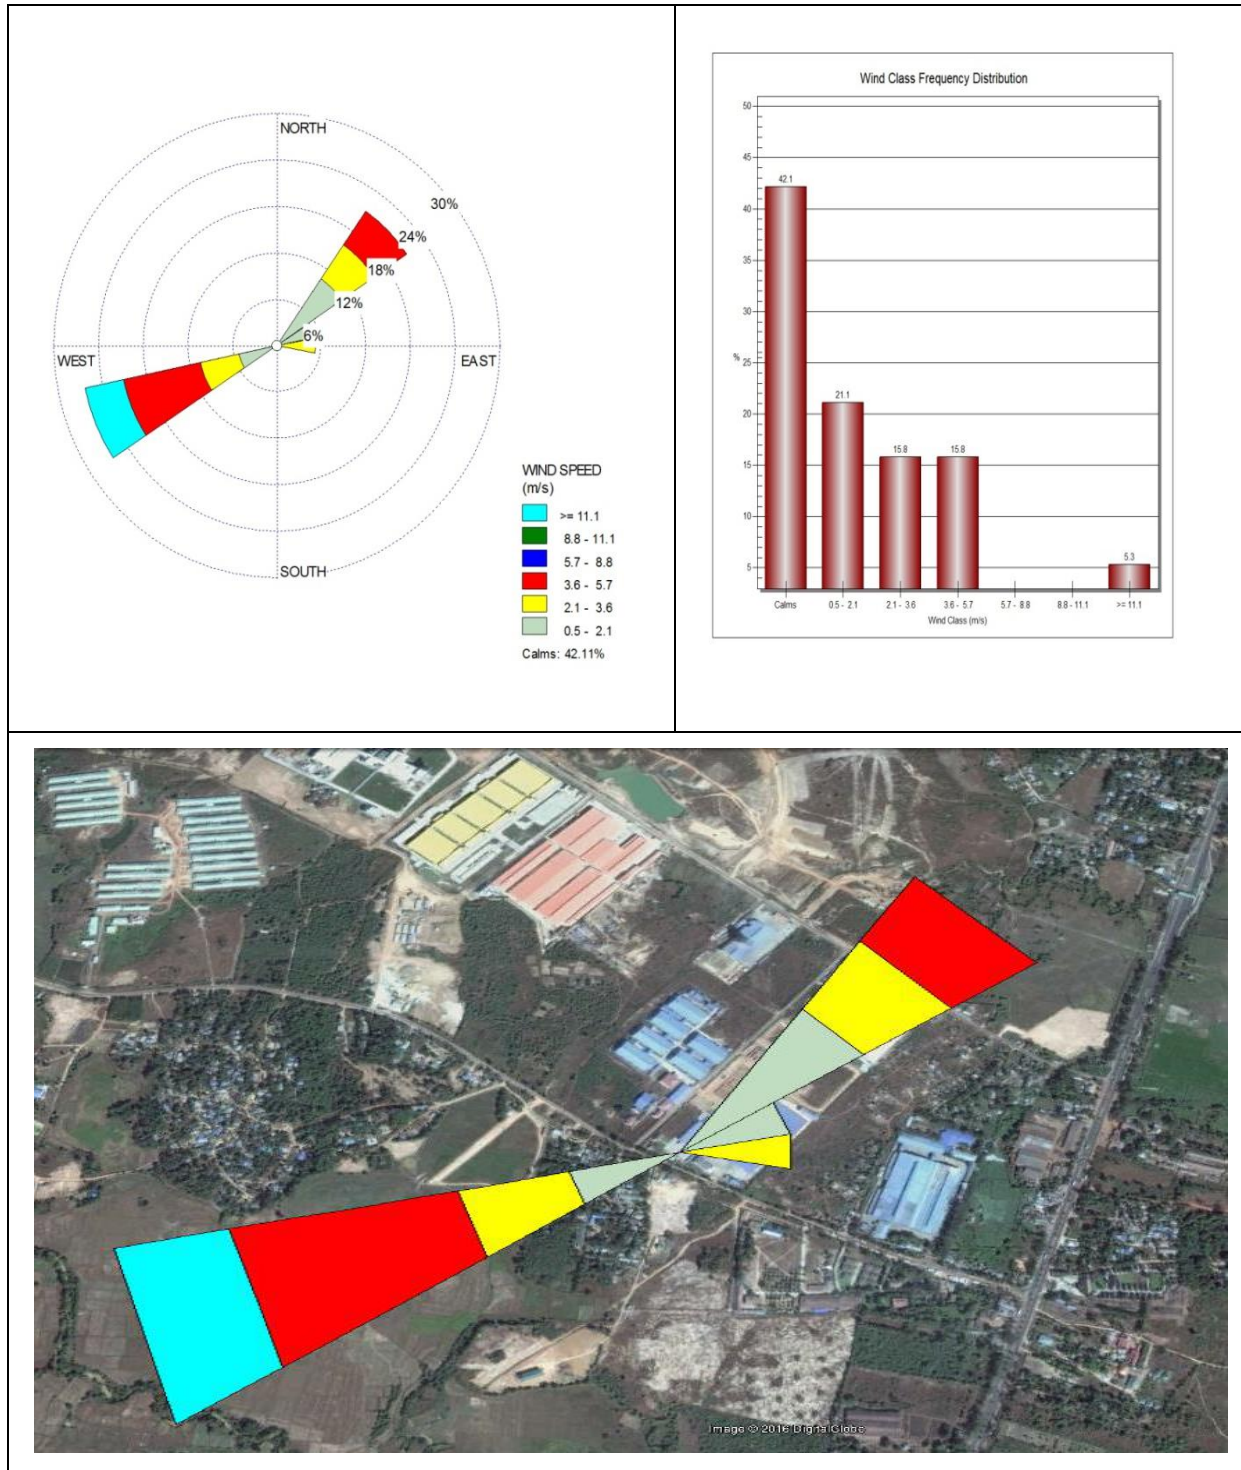 NORTH
30%
24%
18%
12%
6%
WEST
EAST
SOUTH
WIND SPEED
(m/s)
>= 11.1
8.8 - 11.1
5.7 - 8.8
3.6 - 5.7
2.1 - 3.6
0.5 - 2.1
Calms: 42.11%
Wind Class Frequency Distribution
50
45
42.1
40
35
30
%
25
21.1
20
15.8
15.8
15
10
5.3
5
Calms
0.5 - 2.1
2.1 - 3.6
3.6 - 5.7
5.7 - 8.8
8.8 - 11.1
>= 11.1
Wind Class (m/s)
Image © 2016 DigitalGlobe